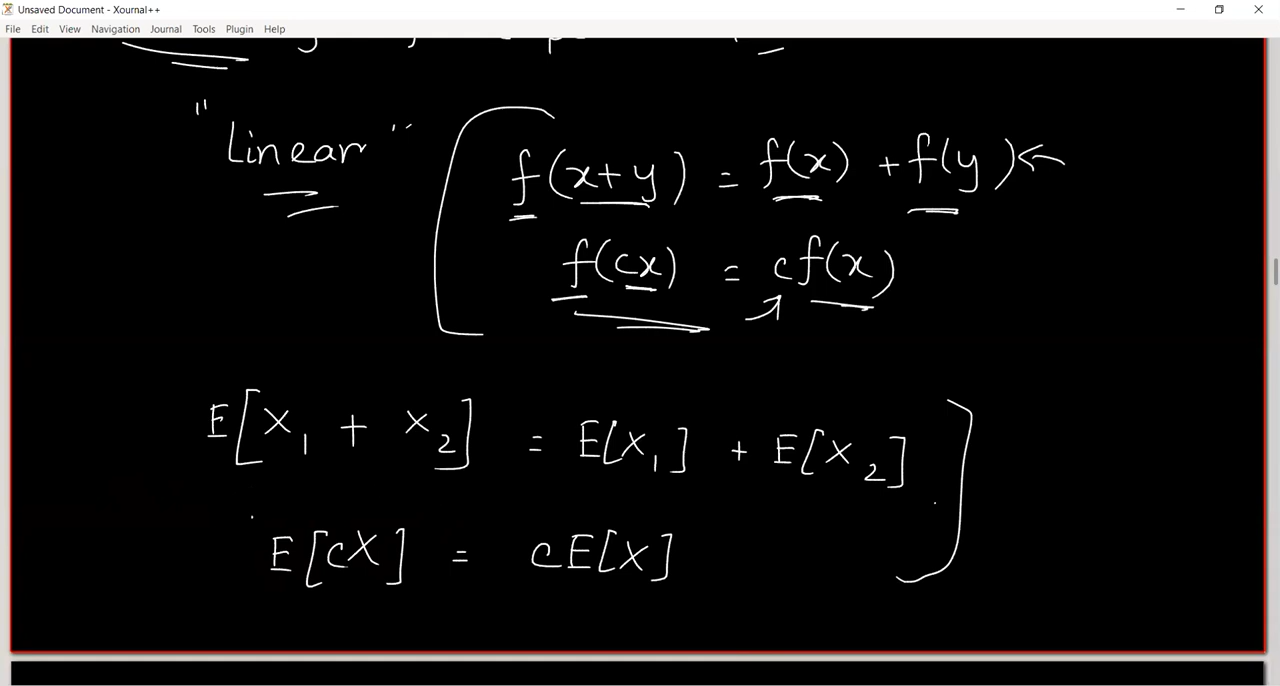 Unsaved Document - Xournal++
File Edit View Navigation Journal Tools Plugin Help
"Linear"
f(x+y) = f(x) + f(y)
f(cx) = cf(x)
E[X₁ + X₂] = E[X₁] + E[X₂]
E[cX] = cE[X]